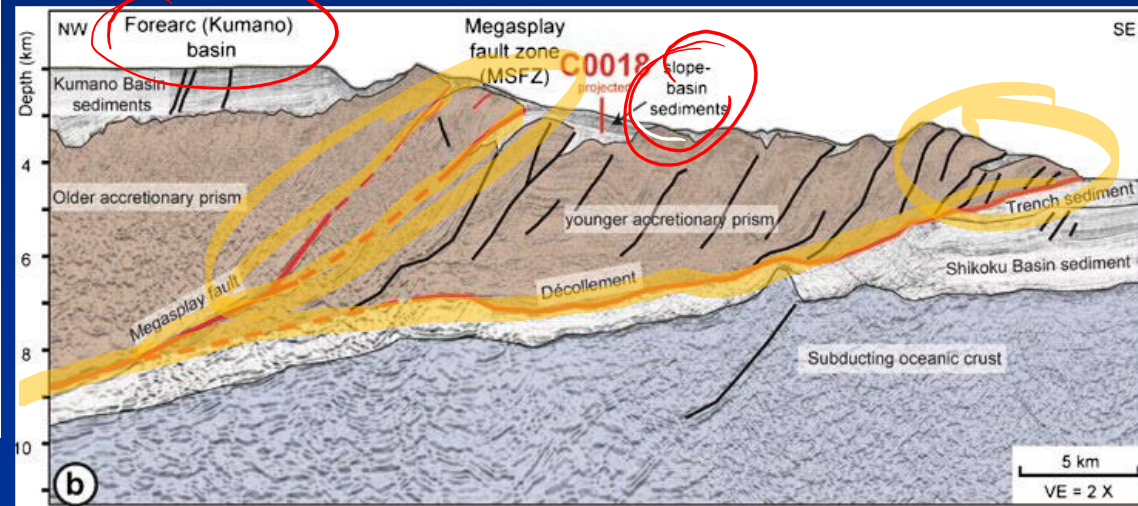 NW
Forearc (Kumano)
basin
Megasplay
fault zone
(MSFZ)
C0018
projected
slope-
basin
sediments
SE
Depth (km)
Kumano Basin
sediments
4
Older accretionary prism
younger accretionary prism
Trench sediment
6
Megasplay fault
Décollement
Shikoku Basin sediment
8
Subducting oceanic crust
10
b
5 km
VE = 2 X